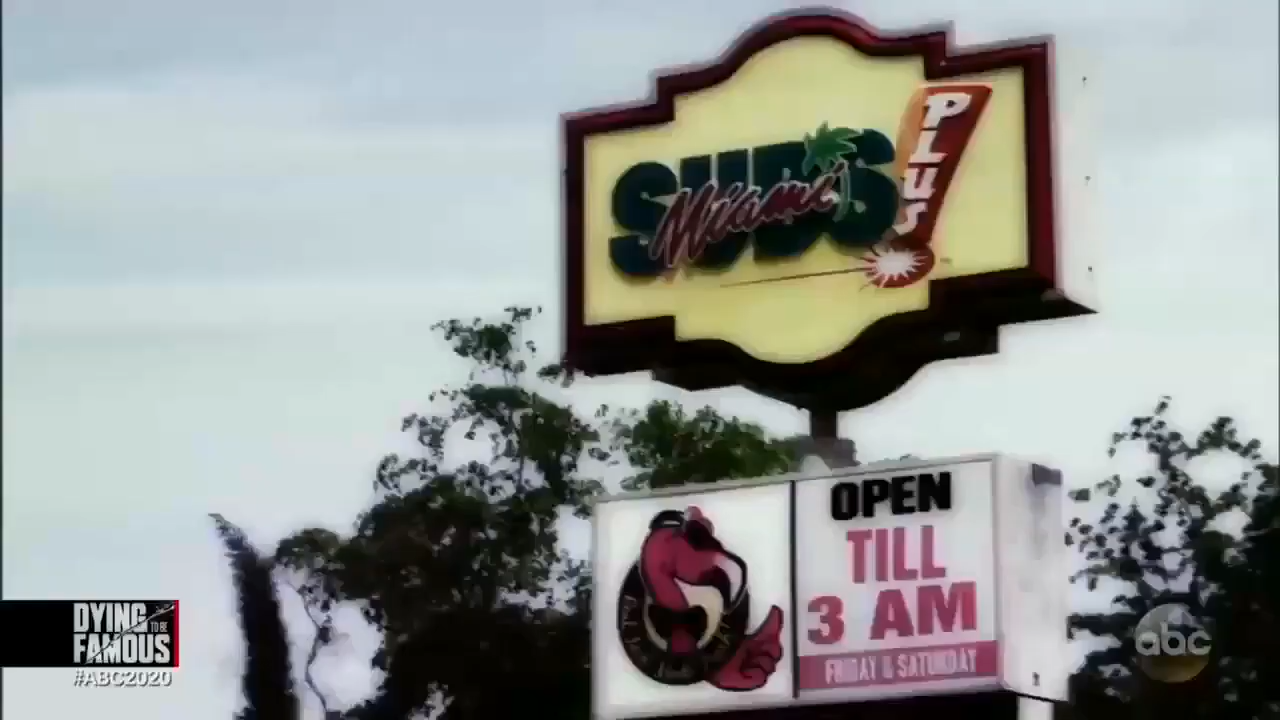 SUBS
Miami
PLUS!
OPEN
TILL
3 AM
FRIDAY & SATURDAY
DYING
TO BE
FAMOUS
#ABC2020
abc